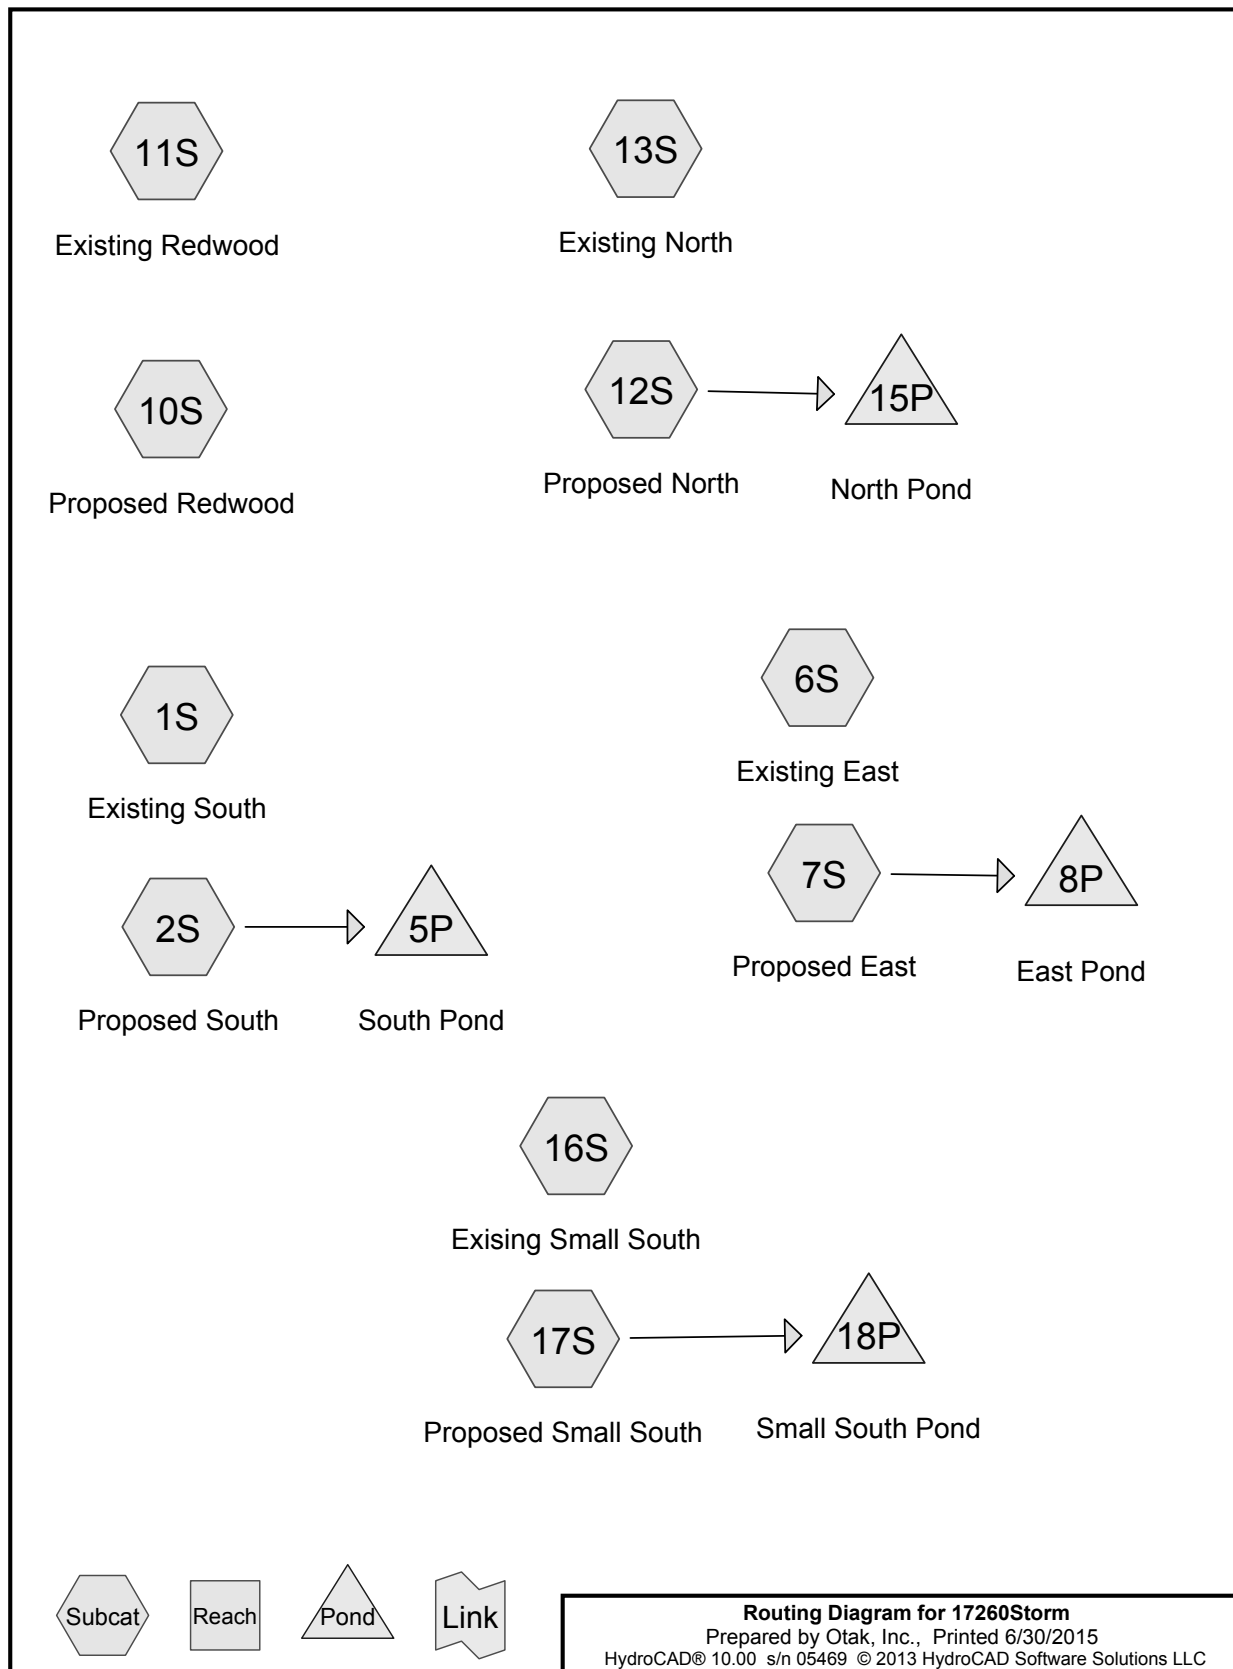 11S
Existing Redwood
13S
Existing North
10S
Proposed Redwood
12S
Proposed North
15P
North Pond
1S
Existing South
6S
Existing East
2S
Proposed South
5P
South Pond
7S
Proposed East
8P
East Pond
16S
Exising Small South
17S
Proposed Small South
18P
Small South Pond
Subcat
Reach
Pond
Link
Routing Diagram for 17260Storm
Prepared by Otak, Inc., Printed 6/30/2015
HydroCAD® 10.00 s/n 05469 © 2013 HydroCAD Software Solutions LLC